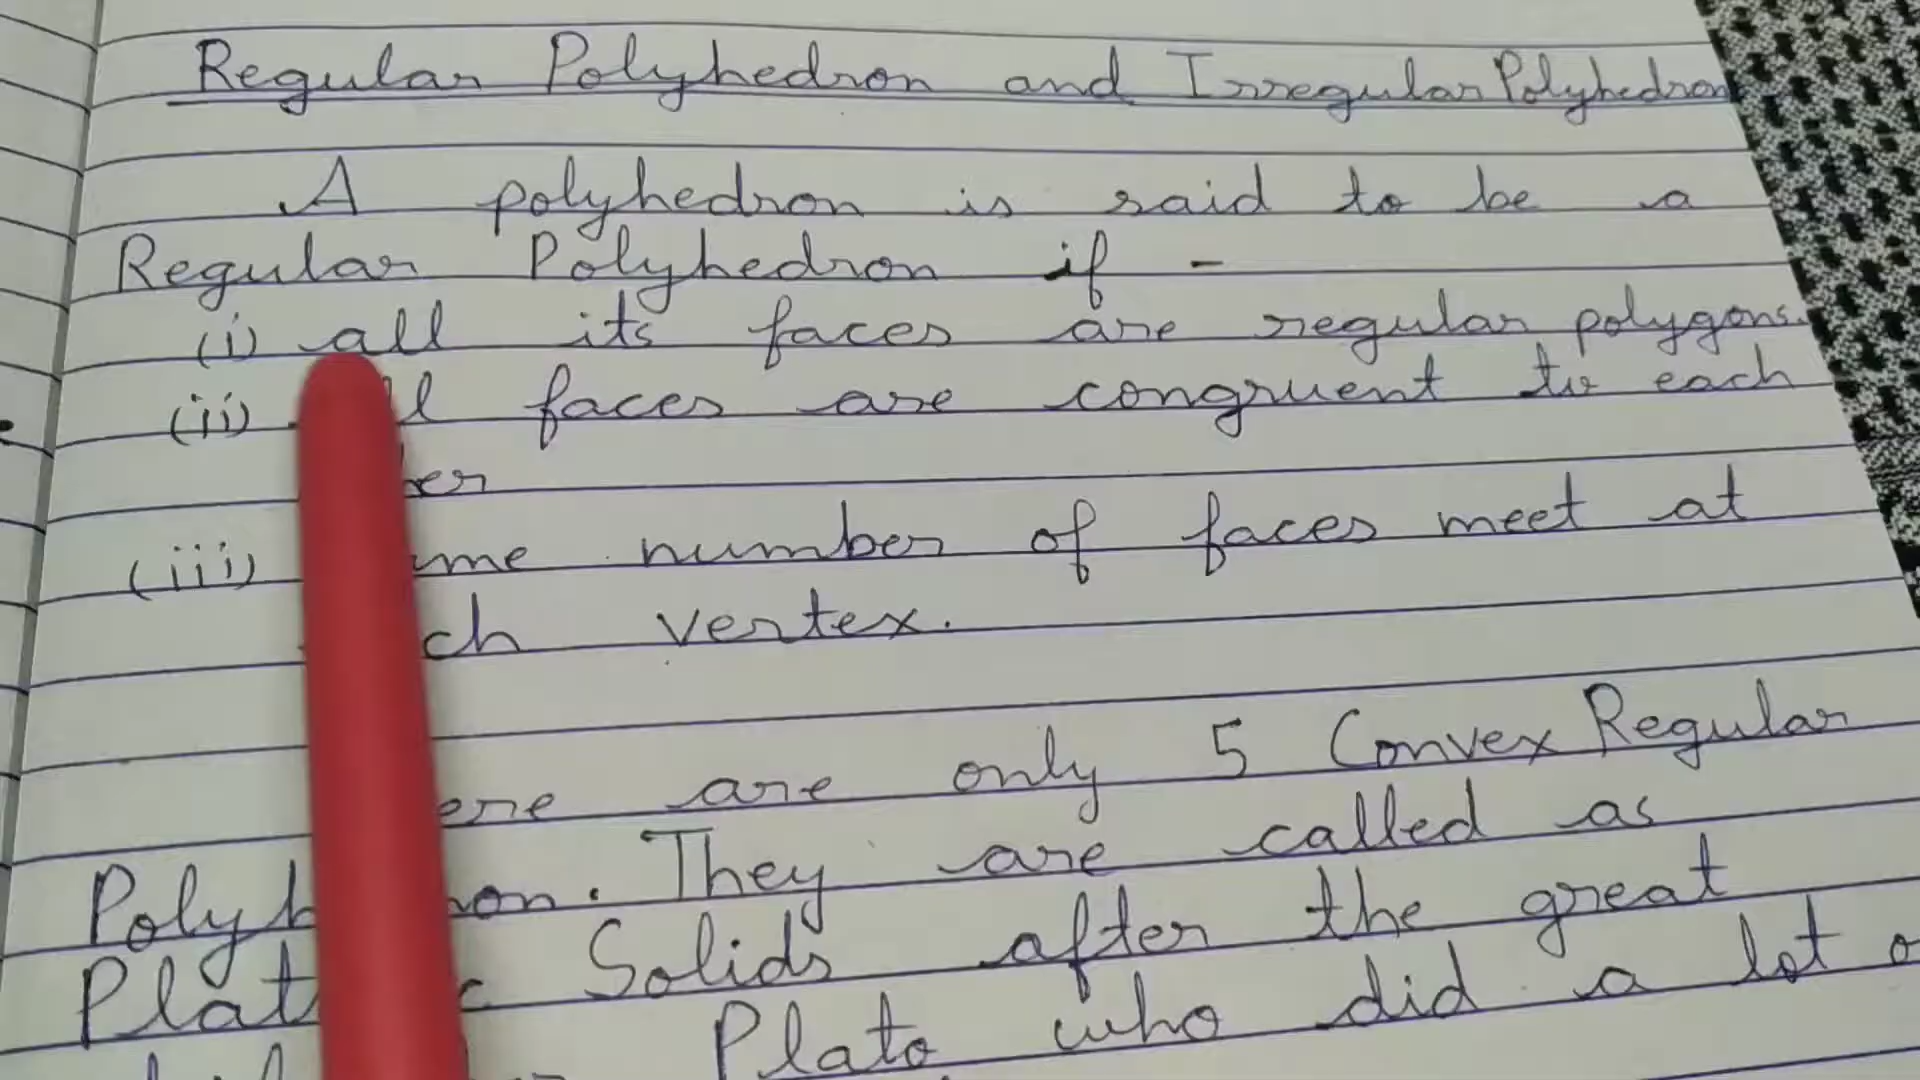 Regular Polyhedron and Irregular Polyhedron
A polyhedron is said to be a
Regular Polyhedron if -
(i) all its faces are regular polygons.
(ii) faces are congruent to each
(iii) number of faces meet at
vertex.
are only 5 Convex Regular
They are called as
Solids after the great
Plato who did a lot